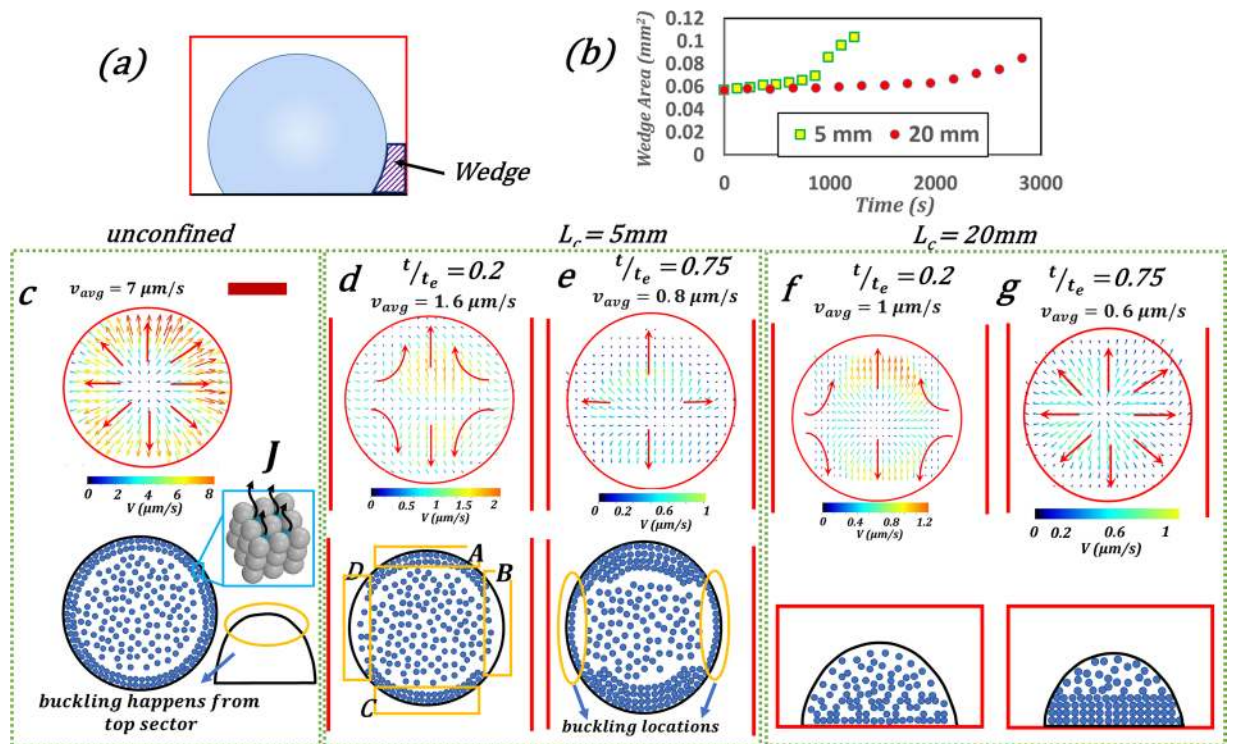 (a)
Wedge
(b)
Wedge Area (mm²)
0.12
0.1
0.08
0.06
0.04
0.02
0
5 mm
20 mm
0
1000
2000
3000
Time (s)
unconfined
L_c = 5mm
L_c = 20mm
c
v_avg = 7 μm/s
0 2 4 6 8
V (μm/s)
J
buckling happens from
top sector
d
t/t_e = 0.2
v_avg = 1.6 μm/s
0 0.5 1 1.5 2
V (μm/s)
A
B
C
D
e
t/t_e = 0.75
v_avg = 0.8 μm/s
0 0.2 0.6 1
V (μm/s)
buckling locations
f
t/t_e = 0.2
v_avg = 1 μm/s
0 0.4 0.8 1.2
V (μm/s)
g
t/t_e = 0.75
v_avg = 0.6 μm/s
0 0.2 0.6 1
V (μm/s)